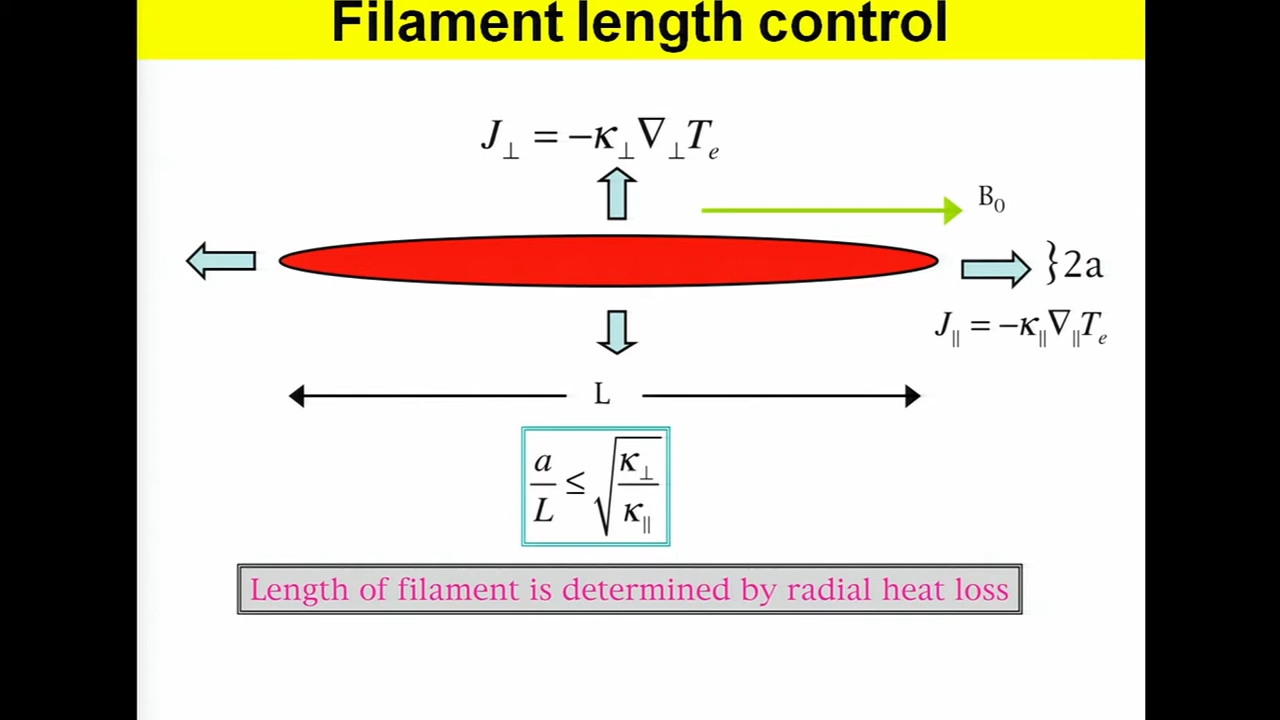 Filament length control
J⊥ = −κ⊥∇⊥Te
B0
}2a
J∥ = −κ∥∇∥Te
L
a/L ≤ √(κ⊥/κ∥)
Length of filament is determined by radial heat loss